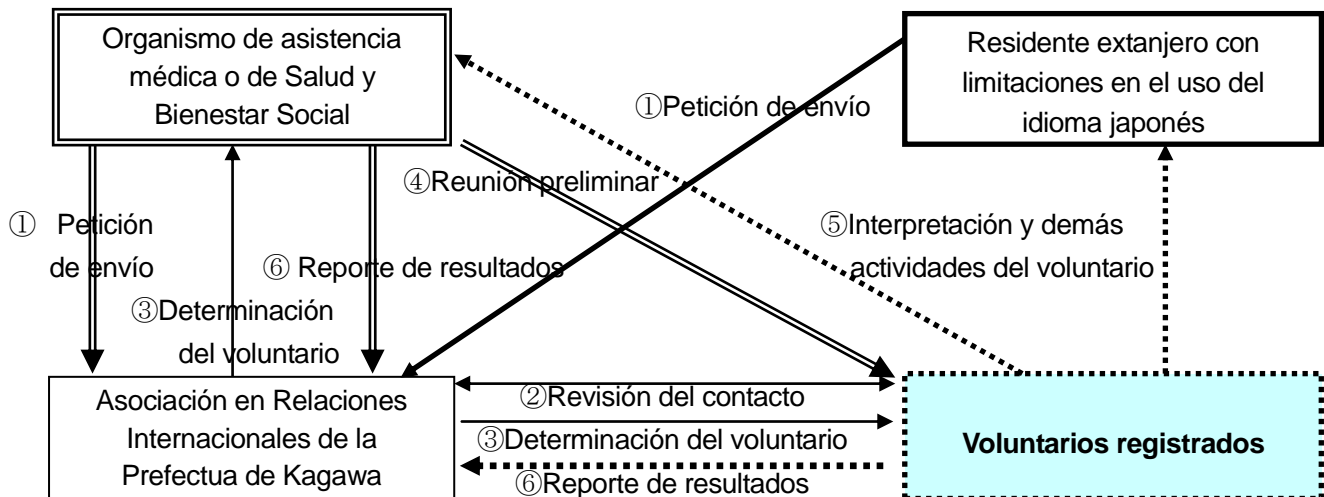 Organismo de asistencia
médica o de Salud y
Bienestar Social
Residente extanjero con
limitaciones en el uso del
idioma japonés
①Petición de envío
④Reunión preliminar
① Petición
de envío
⑥ Reporte de resultados
⑤Interpretación y demás
actividades del voluntario
③Determinación
del voluntario
Asociación en Relaciones
Internacionales de la
Prefectua de Kagawa
②Revisión del contacto
③Determinación del voluntario
⑥Reporte de resultados
Voluntarios registrados